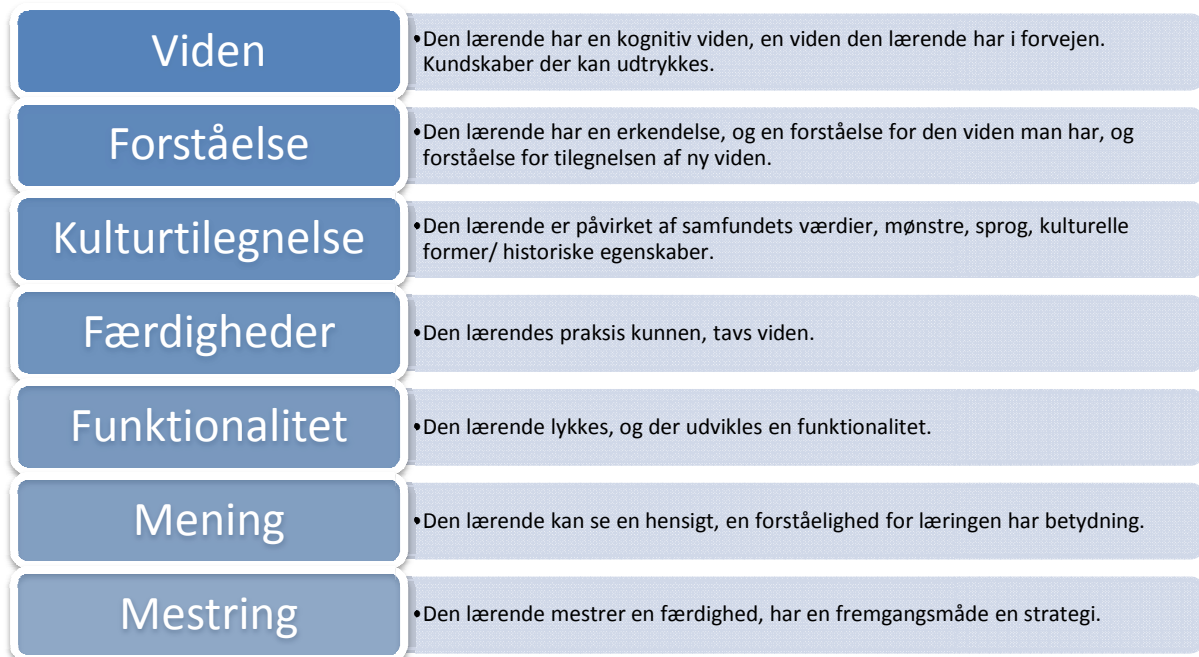 Viden
•Den lærende har en kognitiv viden, en viden den lærende har i forvejen.
Kundskaber der kan udtrykkes.
Forståelse
•Den lærende har en erkendelse, og en forståelse for den viden man har, og
forståelse for tilegnelsen af ny viden.
Kulturtilegnelse
•Den lærende er påvirket af samfundets værdier, mønstre, sprog, kulturelle
former/ historiske egenskaber.
Færdigheder
•Den lærendes praksis kunnen, tavs viden.
Funktionalitet
•Den lærende lykkes, og der udvikles en funktionalitet.
Mening
•Den lærende kan se en hensigt, en forståelighed for læringen har betydning.
Mestring
•Den lærende mestrer en færdighed, har en fremgangsmåde en strategi.